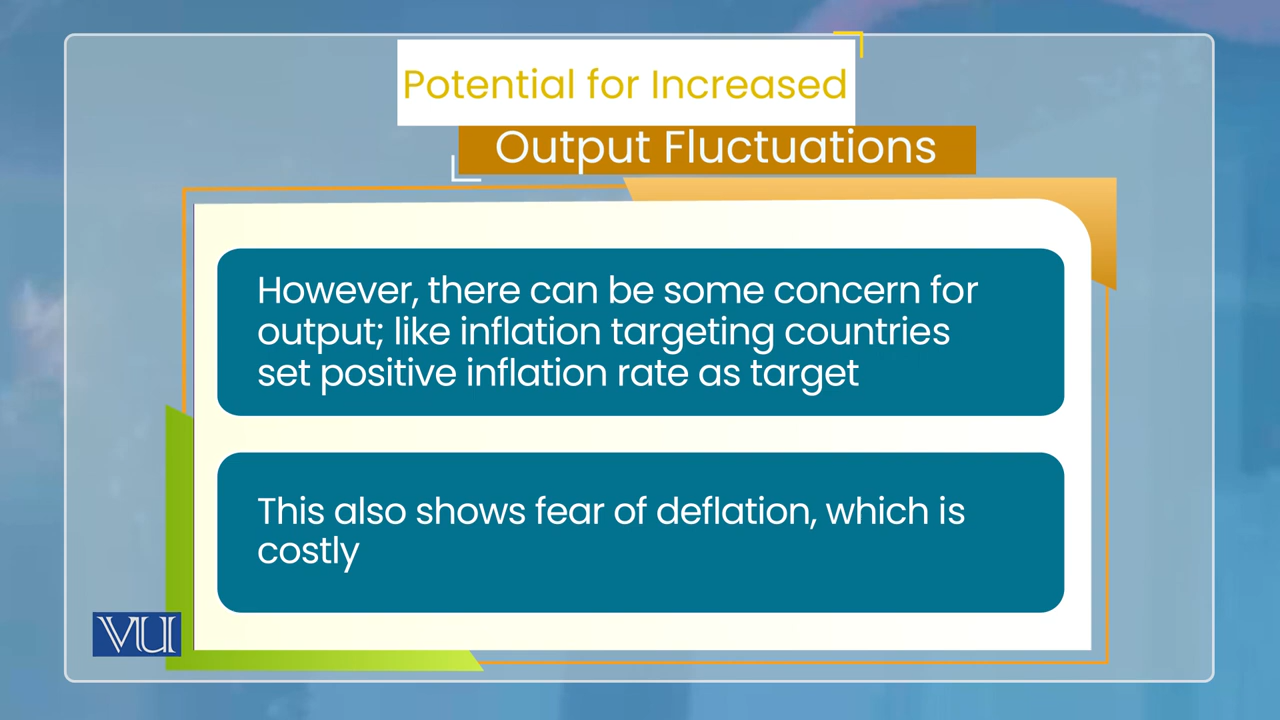 Potential for Increased
Output Fluctuations
However, there can be some concern for
output; like inflation targeting countries
set positive inflation rate as target
This also shows fear of deflation, which is
costly
VU